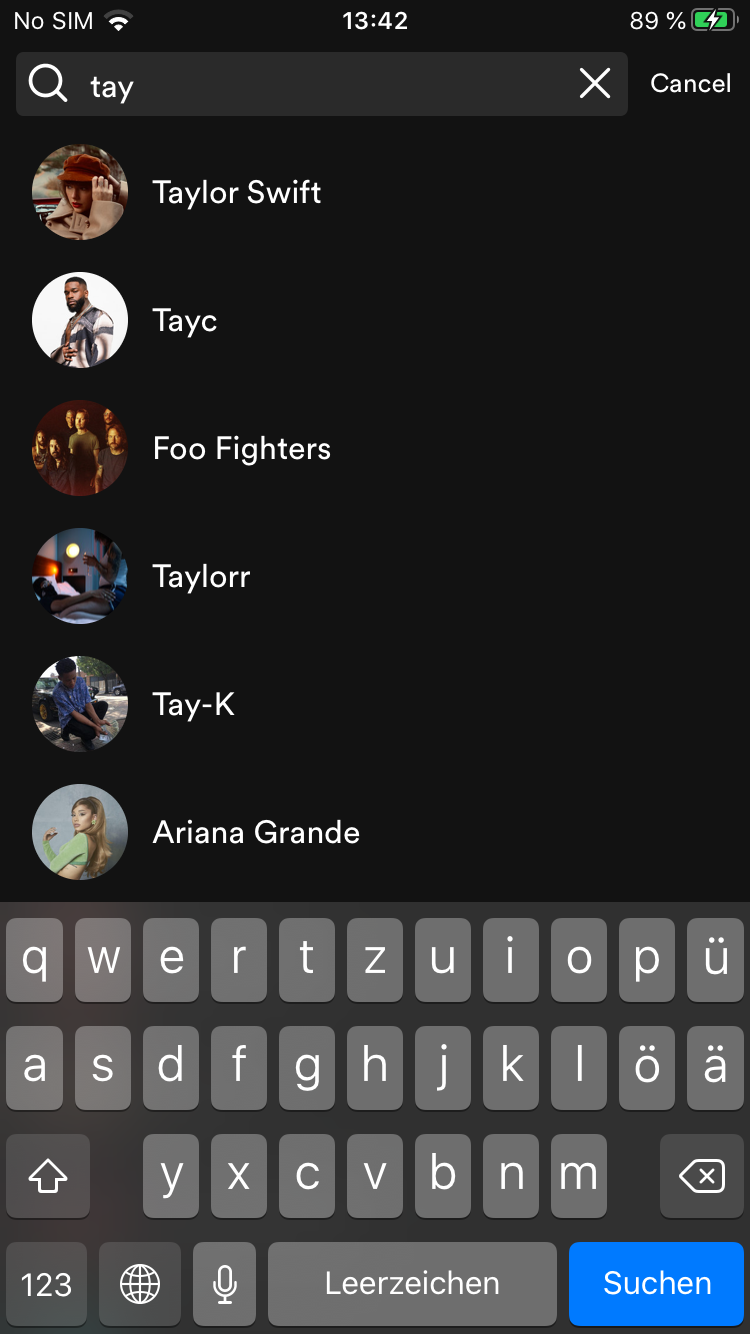 No SIM 13:42 89 %
tay Cancel
Taylor Swift
Tayc
Foo Fighters
Taylorr
Tay-K
Ariana Grande
q w e r t z u i o p ü
a s d f g h j k l ö ä
y x c v b n m
123 Leerzeichen Suchen